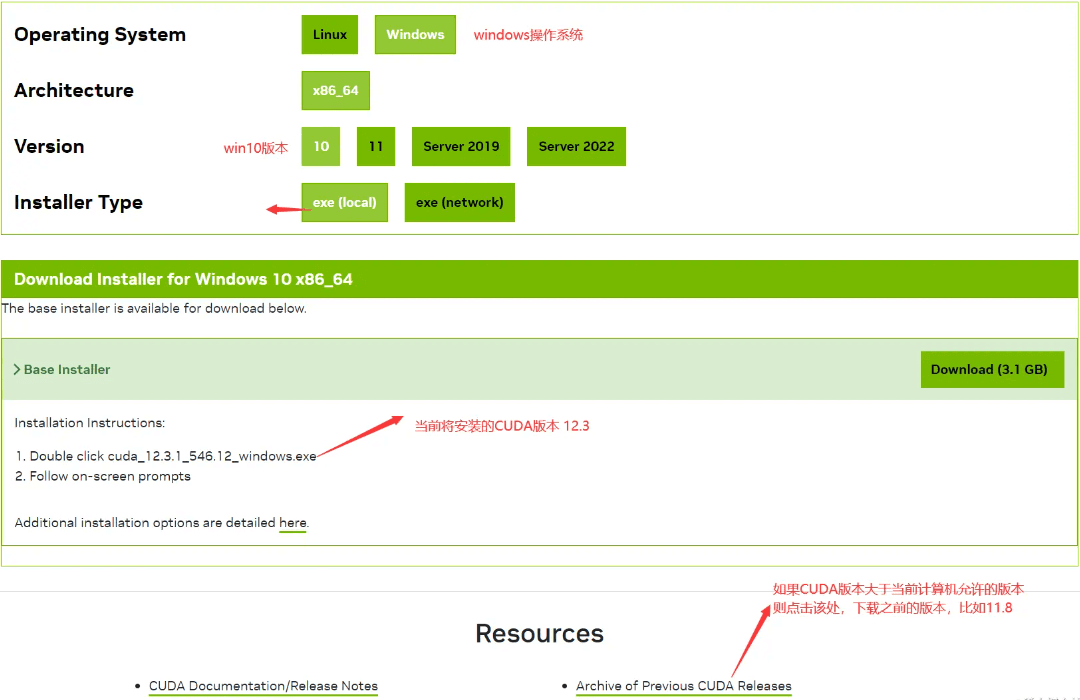 Operating System Linux Windows windows操作系统
Architecture x86_64
Version win10版本 10 11 Server 2019 Server 2022
Installer Type exe (local) exe (network)
Download Installer for Windows 10 x86_64
The base installer is available for download below.
Base Installer Download (3.1 GB)
Installation Instructions:
当前将安装的CUDA版本 12.3
1. Double click cuda_12.3.1_546.12_windows.exe
2. Follow on-screen prompts
Additional installation options are detailed here.
如果CUDA版本大于当前计算机允许的版本
则点击该处，下载之前的版本，比如11.8
Resources
• CUDA Documentation/Release Notes
• Archive of Previous CUDA Releases